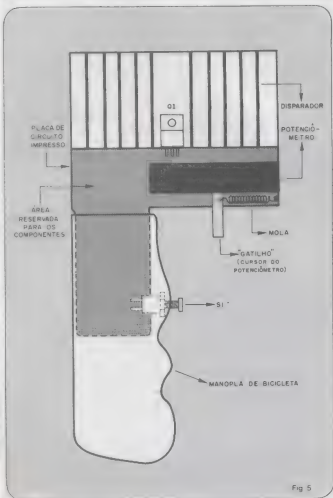 Q1
DISPARADOR
PLACA DE
CIRCUITO
IMPRESSO
POTENCIÔ-
METRO
ÁREA
RESERVADA
PARA OS
COMPONENTES
MOLA
"GATILHO"
(CURSOR DO
POTENCIÔMETRO)
S1
MANOPLA DE BICICLETA
Fig 5